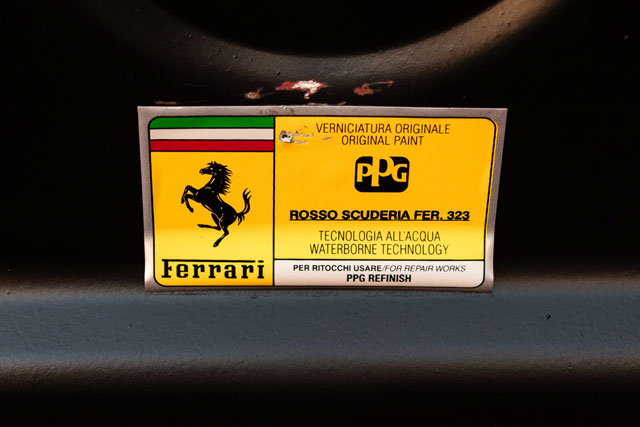 VERNICIATURA ORIGINALE
ORIGINAL PAINT
PPG
ROSSO SCUDERIA FER. 323
TECNOLOGIA ALL'ACQUA
WATERBORNE TECHNOLOGY
Ferrari
PER RITOCCHI USARE/FOR REPAIR WORKS
PPG REFINISH